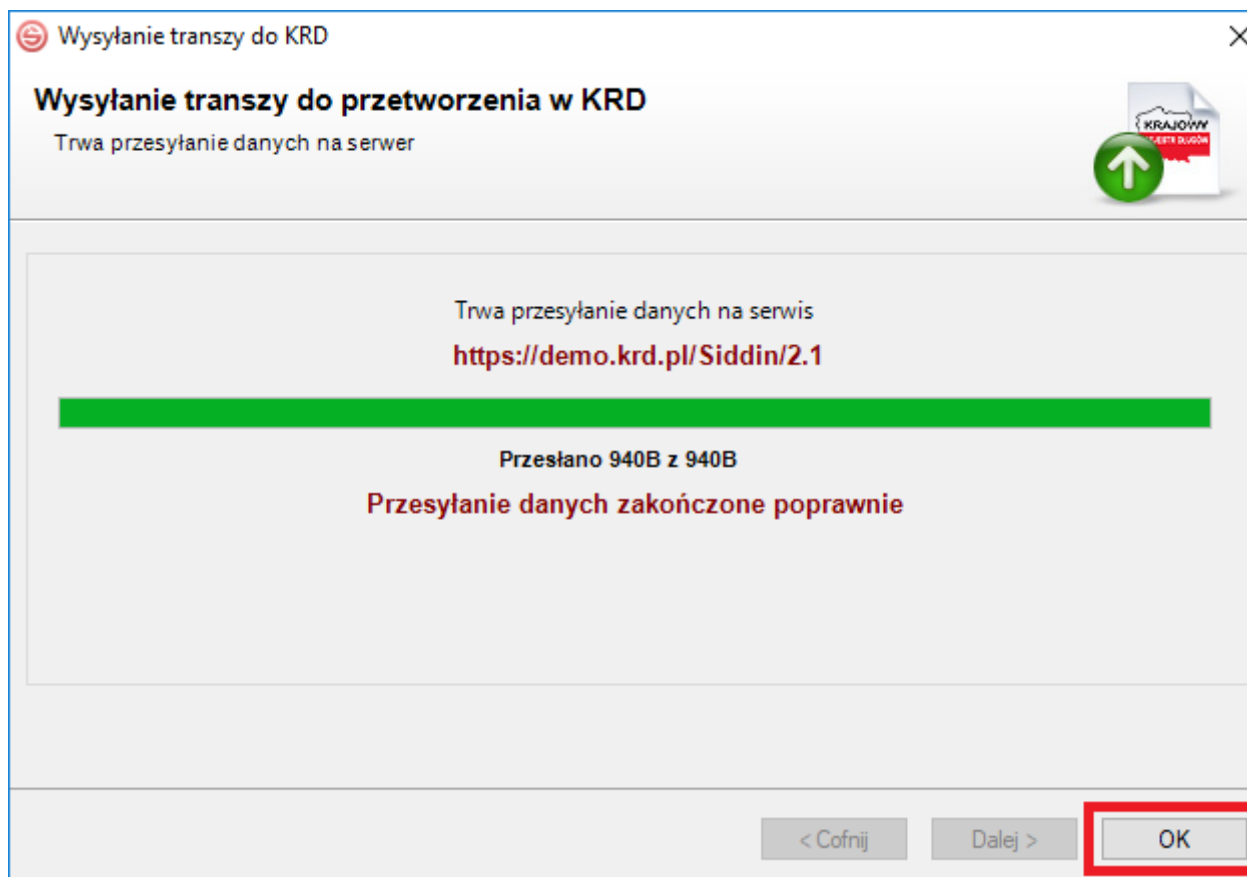 Wysyłanie transzy do KRD
Wysyłanie transzy do przetworzenia w KRD
Trwa przesyłanie danych na serwer
KRAJOWY
DŁUGÓW
Trwa przesyłanie danych na serwis
https://demo.krd.pl/Siddin/2.1
Przesłano 940B z 940B
Przesyłanie danych zakończone poprawnie
< Cofnij
Dalej >
OK